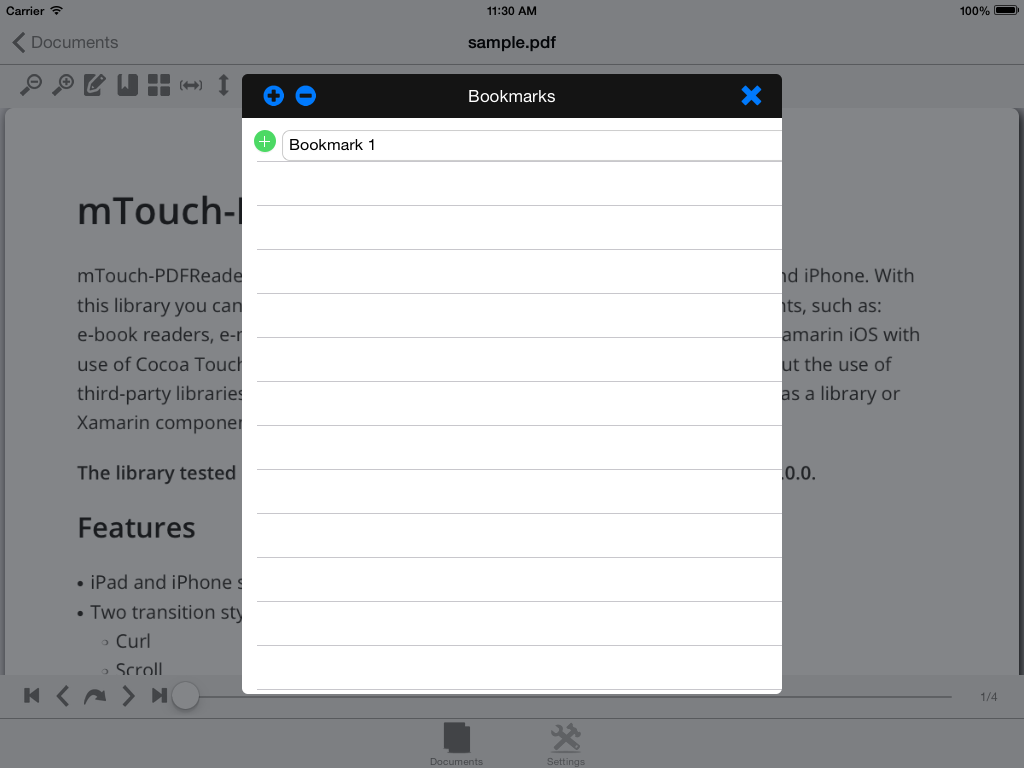 Carrier 11:30 AM 100%
Documents sample.pdf
Bookmarks
Bookmark 1
mTouch-
mTouch-PDFReade nd iPhone. With
this library you can nts, such as:
e-book readers, amarin iOS with
use of Cocoa Touch ut the use of
third-party libraries as a library or
Xamarin componen
The library tested .0.0.
Features
• iPad and iPhone
• Two transition sty
Curl
Scroll
1/4
Documents Settings